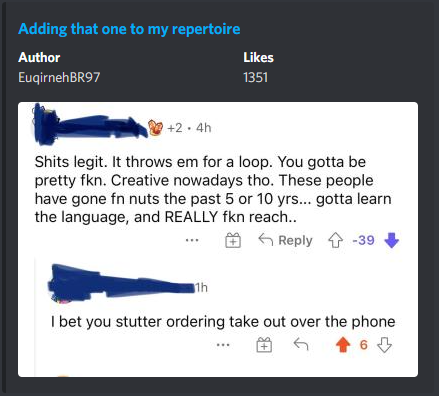 Adding that one to my repertoire
Author Likes
EuqirnehBR97 1351
+2 • 4h
Shits legit. It throws em for a loop. You gotta be
pretty fkn. Creative nowadays tho. These people
have gone fn nuts the past 5 or 10 yrs... gotta learn
the language, and REALLY fkn reach..
... Reply -39
1h
I bet you stutter ordering take out over the phone
... 6